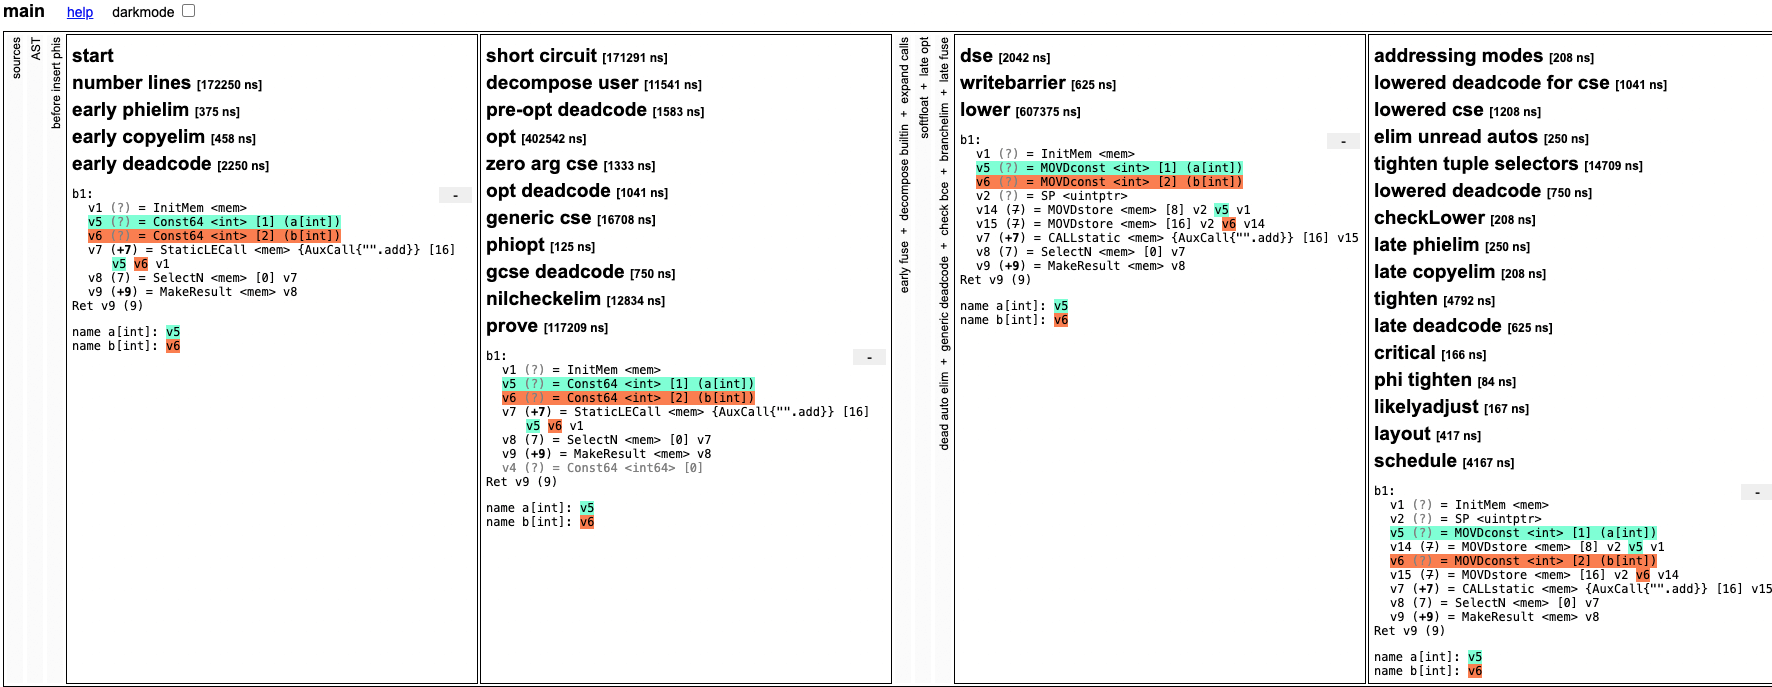 main help darkmode
sources
AST
before insert phis
start
number lines [172250 ns]
early phielim [375 ns]
early copyelim [458 ns]
early deadcode [2250 ns]
-
b1:
v1 (?) = InitMem <mem>
v5 (?) = Const64 <int> [1] (a[int])
v6 (?) = Const64 <int> [2] (b[int])
v7 (+7) = StaticLECall <mem> {AuxCall{"".add}} [16]
v5 v6 v1
v8 (7) = SelectN <mem> [0] v7
v9 (+9) = MakeResult <mem> v8
Ret v9 (9)
name a[int]: v5
name b[int]: v6
short circuit [171291 ns]
decompose user [11541 ns]
pre-opt deadcode [1583 ns]
opt [402542 ns]
zero arg cse [1333 ns]
opt deadcode [1041 ns]
generic cse [16708 ns]
phiopt [125 ns]
gcse deadcode [750 ns]
nilcheckelim [12834 ns]
prove [117209 ns]
-
b1:
v1 (?) = InitMem <mem>
v5 (?) = Const64 <int> [1] (a[int])
v6 (?) = Const64 <int> [2] (b[int])
v7 (+7) = StaticLECall <mem> {AuxCall{"".add}} [16]
v5 v6 v1
v8 (7) = SelectN <mem> [0] v7
v9 (+9) = MakeResult <mem> v8
v4 (?) = Const64 <int64> [0]
Ret v9 (9)
name a[int]: v5
name b[int]: v6
early fuse + decompose builtin + expand calls
softfloat + late opt
dead auto elim + generic deadcode + check bce + branchelim + late fuse
dse [2042 ns]
writebarrier [625 ns]
lower [607375 ns]
-
b1:
v1 (?) = InitMem <mem>
v5 (?) = MOVDconst <int> [1] (a[int])
v6 (?) = MOVDconst <int> [2] (b[int])
v2 (?) = SP <uintptr>
v14 (7) = MOVDstore <mem> [8] v2 v5 v1
v15 (7) = MOVDstore <mem> [16] v2 v6 v14
v7 (+7) = CALLstatic <mem> {AuxCall{"".add}} [16] v15
v8 (7) = SelectN <mem> [0] v7
v9 (+9) = MakeResult <mem> v8
Ret v9 (9)
name a[int]: v5
name b[int]: v6
addressing modes [208 ns]
lowered deadcode for cse [1041 ns]
lowered cse [1208 ns]
elim unread autos [250 ns]
tighten tuple selectors [14709 ns]
lowered deadcode [750 ns]
checkLower [208 ns]
late phielim [250 ns]
late copyelim [208 ns]
tighten [4792 ns]
late deadcode [625 ns]
critical [166 ns]
phi tighten [84 ns]
likelyadjust [167 ns]
layout [417 ns]
schedule [4167 ns]
-
b1:
v1 (?) = InitMem <mem>
v2 (?) = SP <uintptr>
v5 (?) = MOVDconst <int> [1] (a[int])
v14 (7) = MOVDstore <mem> [8] v2 v5 v1
v6 (?) = MOVDconst <int> [2] (b[int])
v15 (7) = MOVDstore <mem> [16] v2 v6 v14
v7 (+7) = CALLstatic <mem> {AuxCall{"".add}} [16] v15
v8 (7) = SelectN <mem> [0] v7
v9 (+9) = MakeResult <mem> v8
Ret v9 (9)
name a[int]: v5
name b[int]: v6